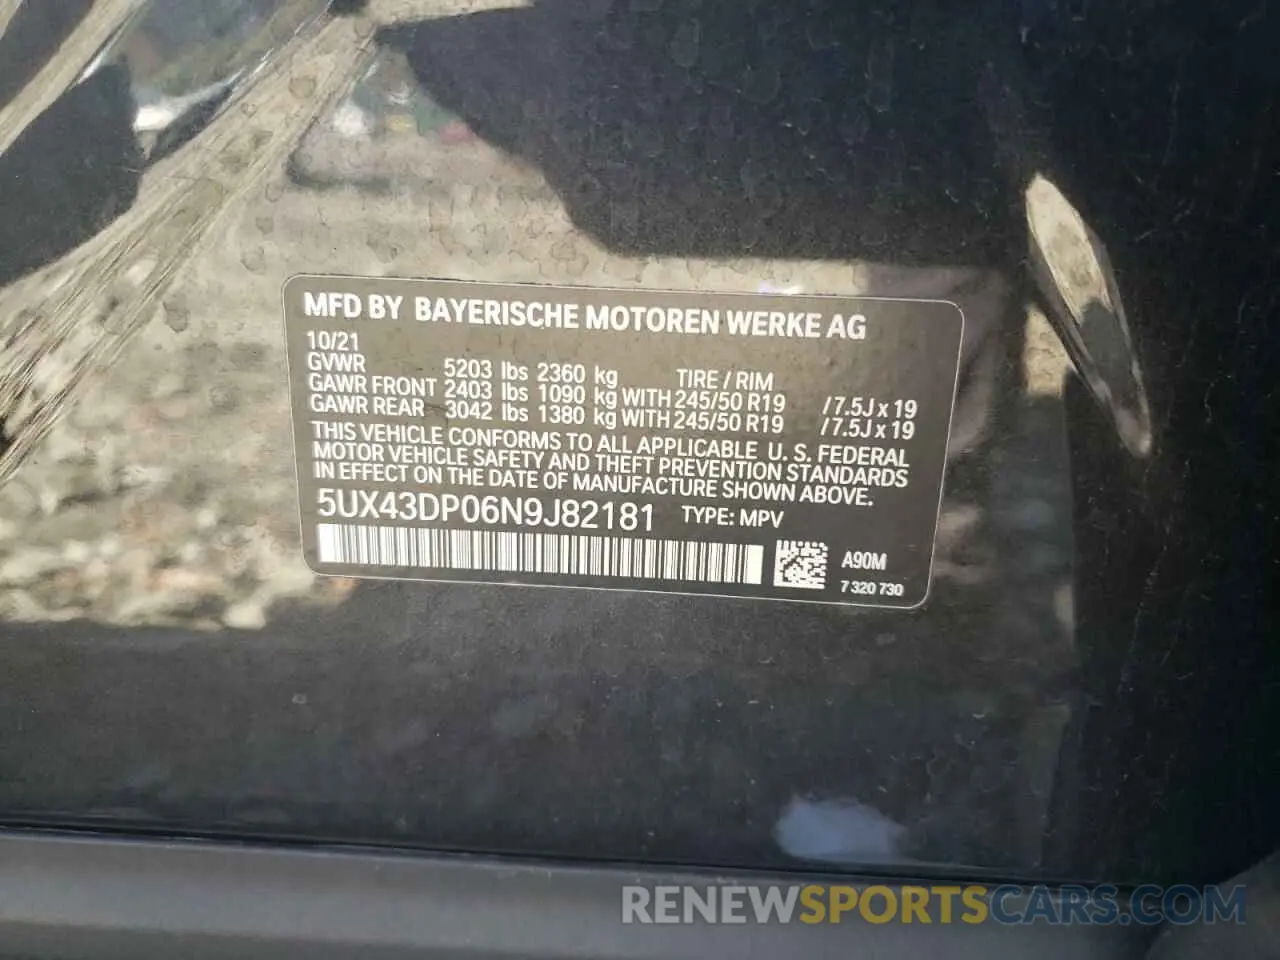 MFD BY BAYERISCHE MOTOREN WERKE AG
10/21
GVWR 5203 lbs 2360 kg TIRE / RIM
GAWR FRONT 2403 lbs 1090 kg WITH 245/50 R19 / 7.5J x 19
GAWR REAR 3042 lbs 1380 kg WITH 245/50 R19 / 7.5J x 19
THIS VEHICLE CONFORMS TO ALL APPLICABLE U. S. FEDERAL
MOTOR VEHICLE SAFETY AND THEFT PREVENTION STANDARDS
IN EFFECT ON THE DATE OF MANUFACTURE SHOWN ABOVE.
5UX43DP06N9J82181 TYPE: MPV
A90M
7 320 730
RENEWSPORTSCARS.COM